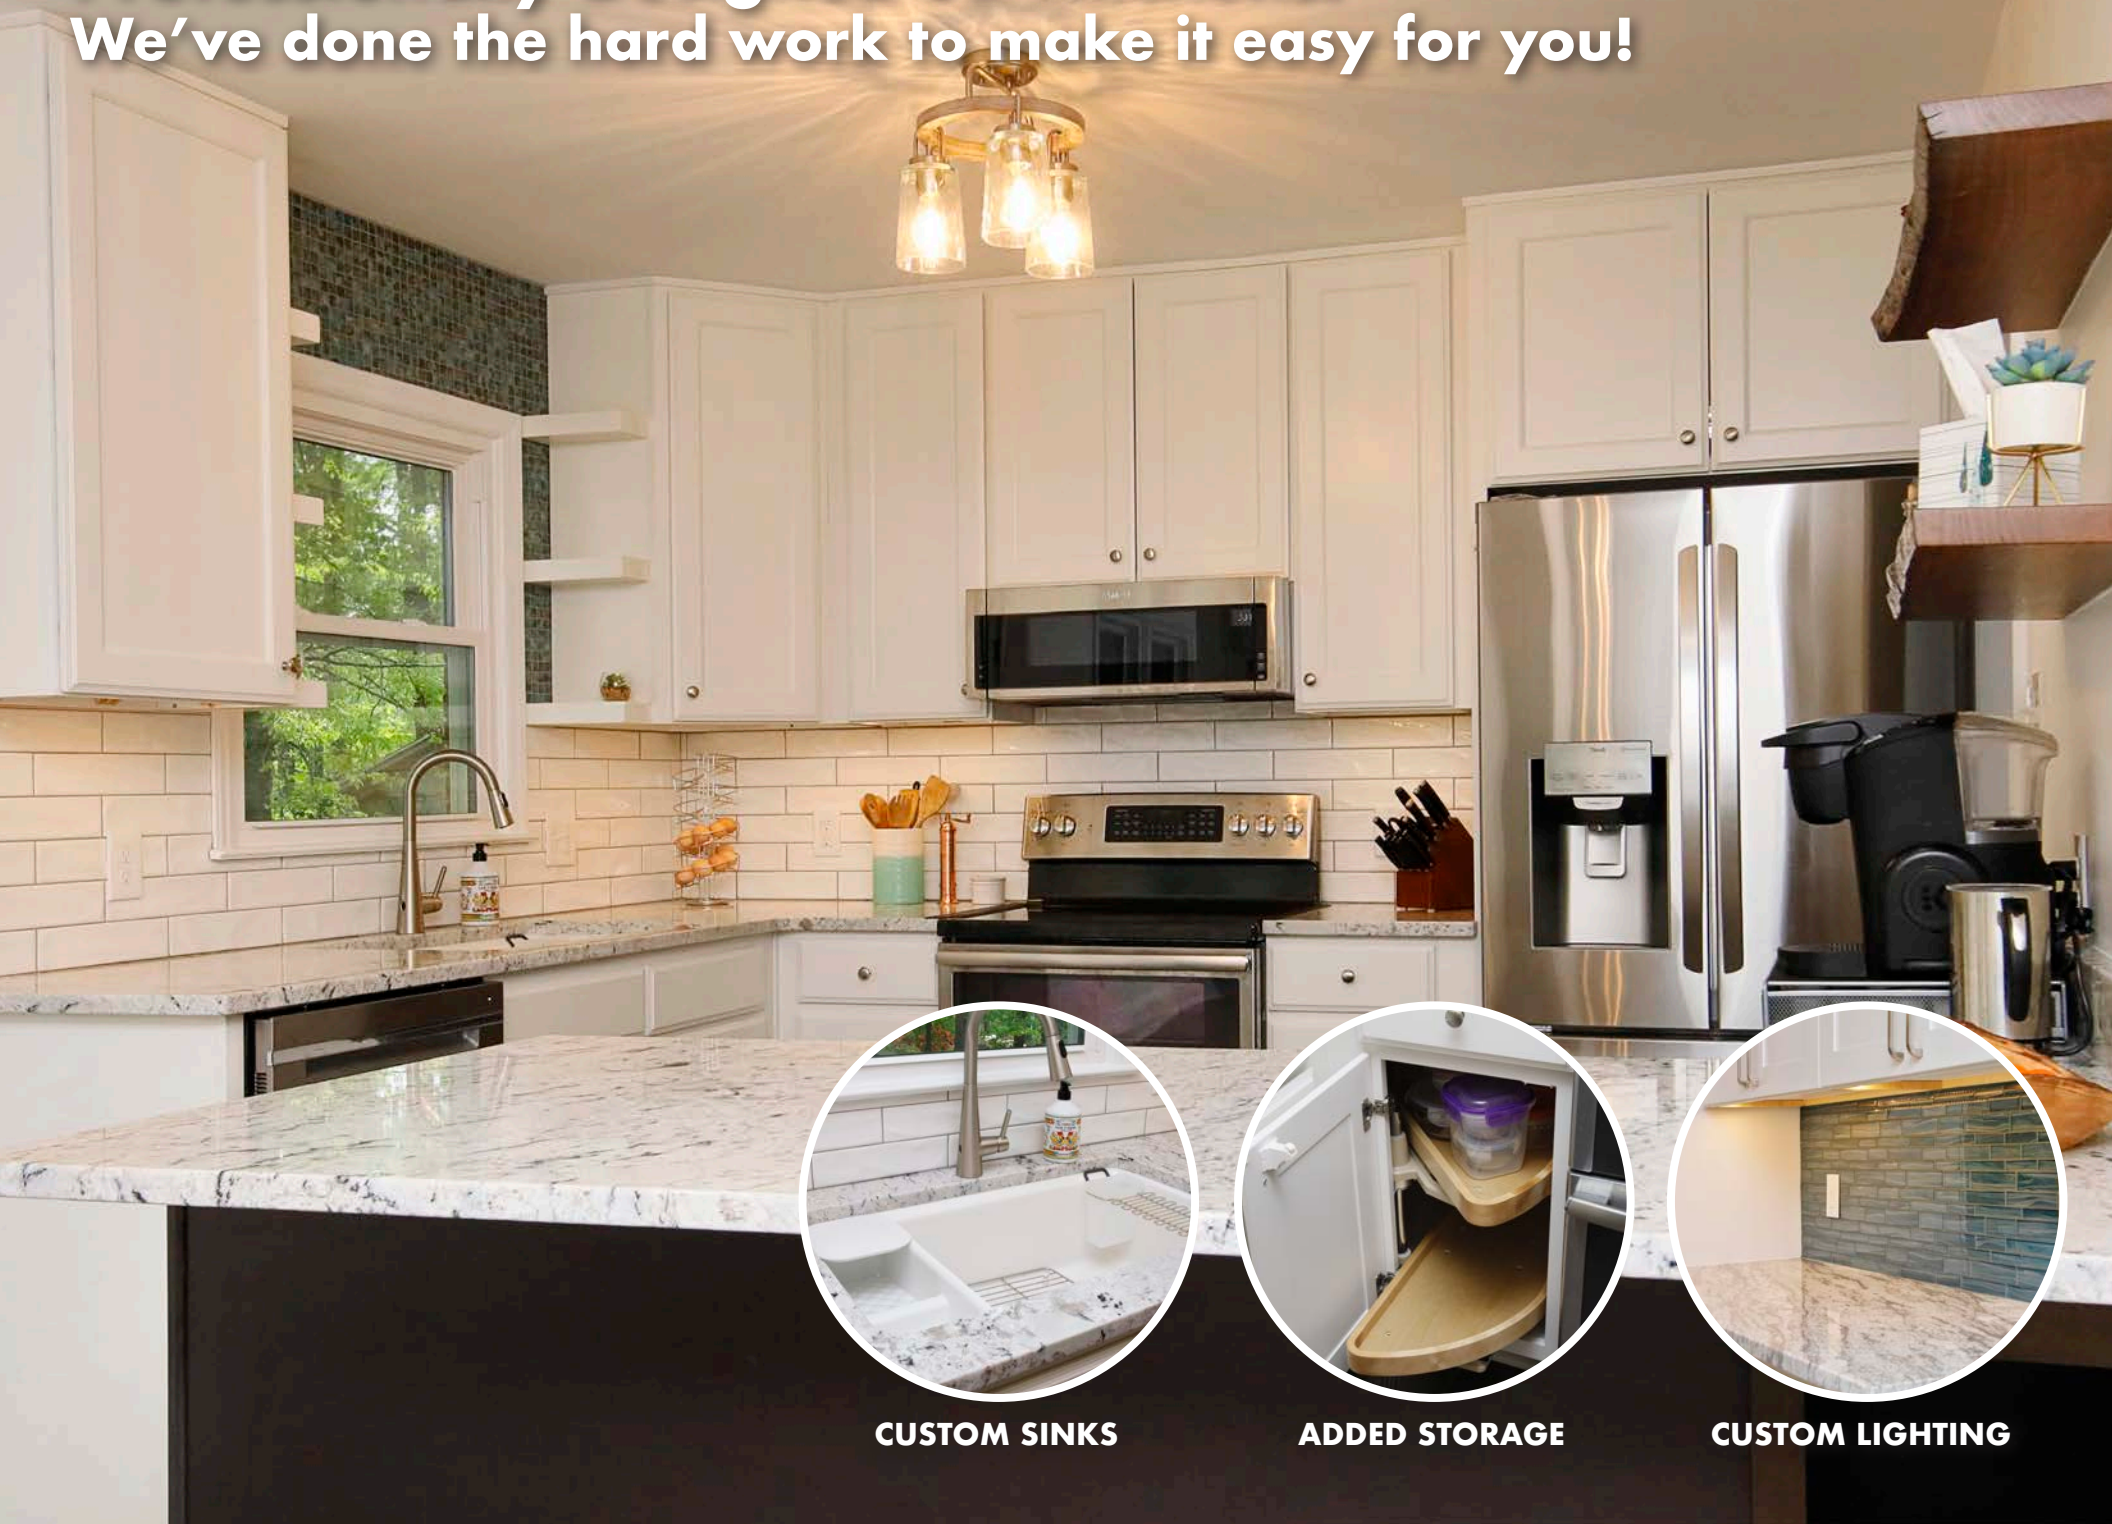 We've done the hard work to make it easy for you!
CUSTOM SINKS
ADDED STORAGE
CUSTOM LIGHTING